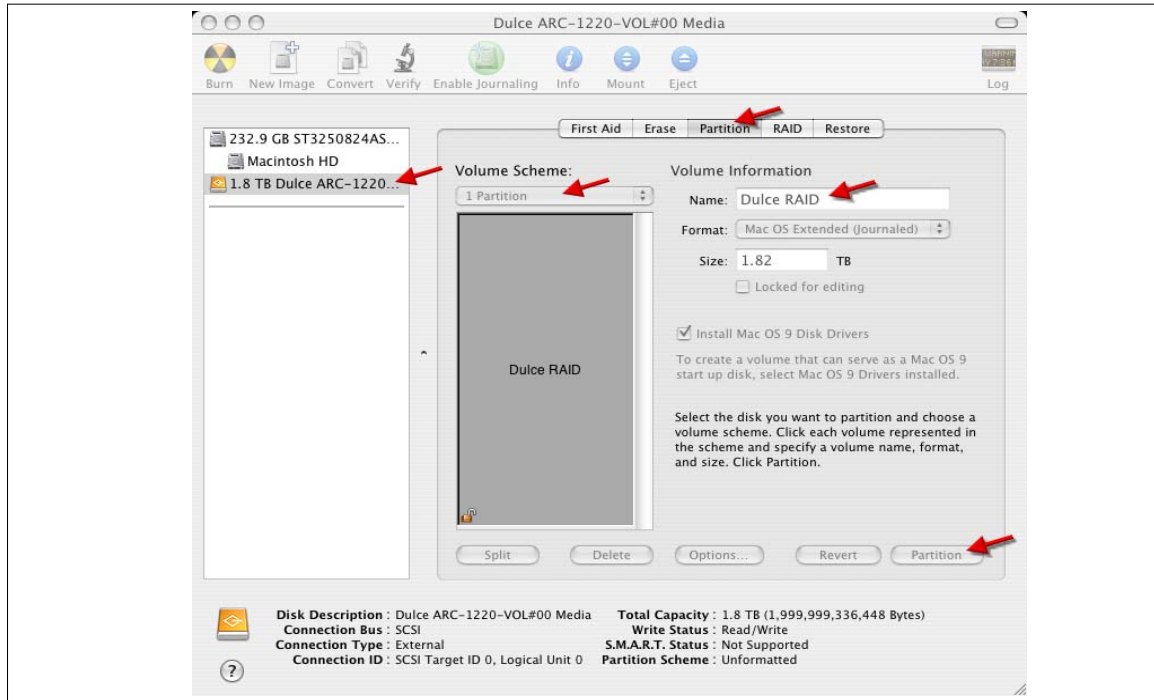 Dulce ARC-1220-VOL#00 Media
Burn New Image Convert Verify Enable Journaling Info Mount Eject Log
First Aid Erase Partition RAID Restore
232.9 GB ST3250824AS...
Macintosh HD
1.8 TB Dulce ARC-1220...
Volume Scheme:
1 Partition
Dulce RAID
Volume Information
Name: Dulce RAID
Format: Mac OS Extended (Journaled)
Size: 1.82 TB
Locked for editing
Install Mac OS 9 Disk Drivers
To create a volume that can serve as a Mac OS 9
start up disk, select Mac OS 9 Drivers installed.
Select the disk you want to partition and choose a
volume scheme. Click each volume represented in
the scheme and specify a volume name, format,
and size. Click Partition.
Split Delete Options... Revert Partition
Disk Description : Dulce ARC-1220-VOL#00 Media
Connection Bus : SCSI
Connection Type : External
Connection ID : SCSI Target ID 0, Logical Unit 0
Total Capacity : 1.8 TB (1,999,999,336,448 Bytes)
Write Status : Read/Write
S.M.A.R.T. Status : Not Supported
Partition Scheme : Unformatted
?